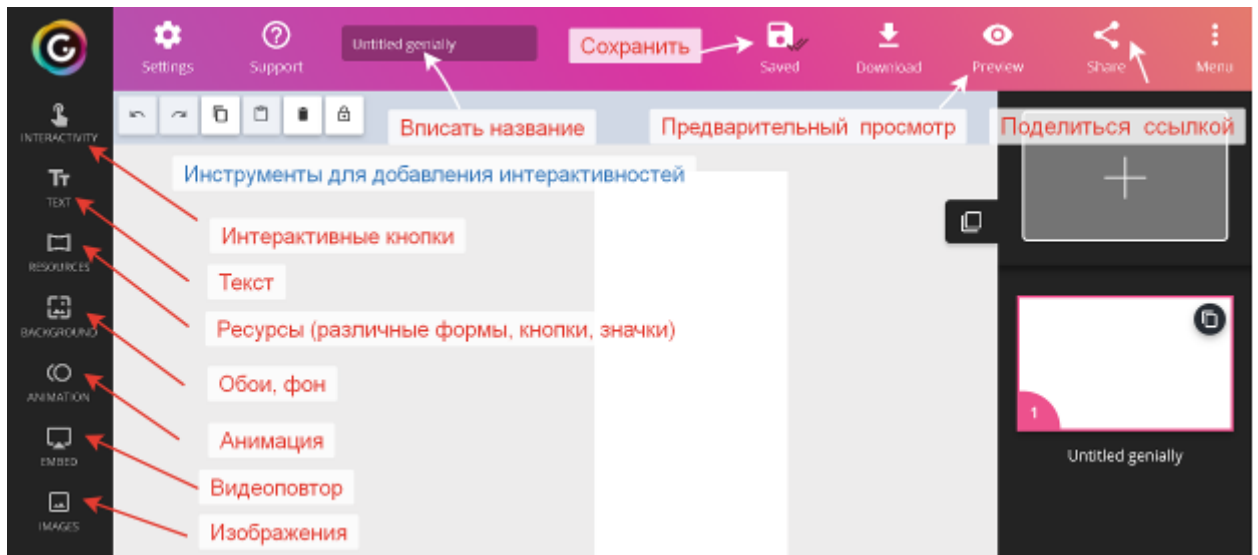 Settings
Support
Untitled genially
Сохранить
Saved
Download
Preview
Share
Menu
INTERACTIVITY
Вписать название
Предварительный просмотр
Поделиться ссылкой
Инструменты для добавления интерактивностей
TEXT
Интерактивные кнопки
RESOURCES
Текст
BACKGROUND
Ресурсы (различные формы, кнопки, значки)
ANIMATION
Обои, фон
1
Анимация
EMBED
Untitled genially
Видеоповтор
IMAGES
Изображения